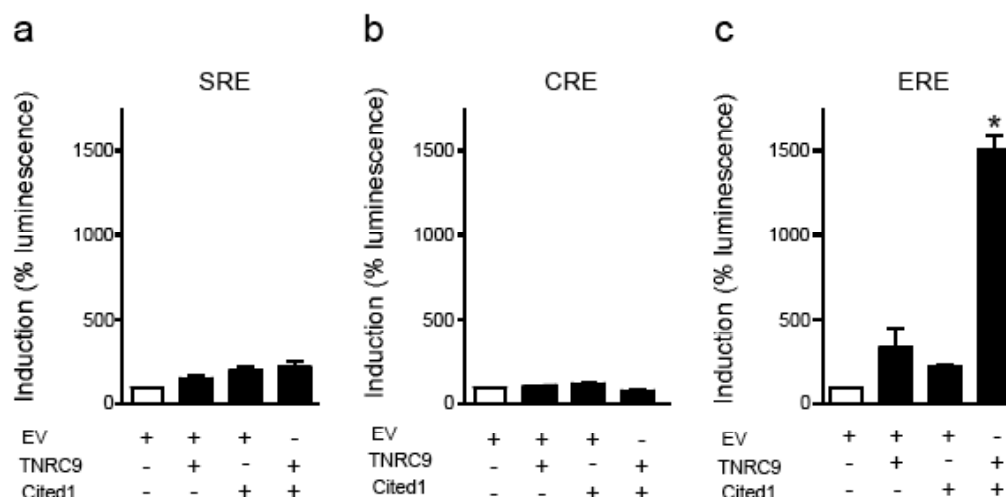 a
SRE
Induction (% luminescence)
1500
1000
500
0
EV + + + -
TNRC9 - + - +
Cited1 - - + +
b
CRE
Induction (% luminescence)
1500
1000
500
0
EV + + + -
TNRC9 - + - +
Cited1 - - + +
c
ERE
Induction (% luminescence)
*
1500
1000
500
0
EV + + + -
TNRC9 - + - +
Cited1 - - + +